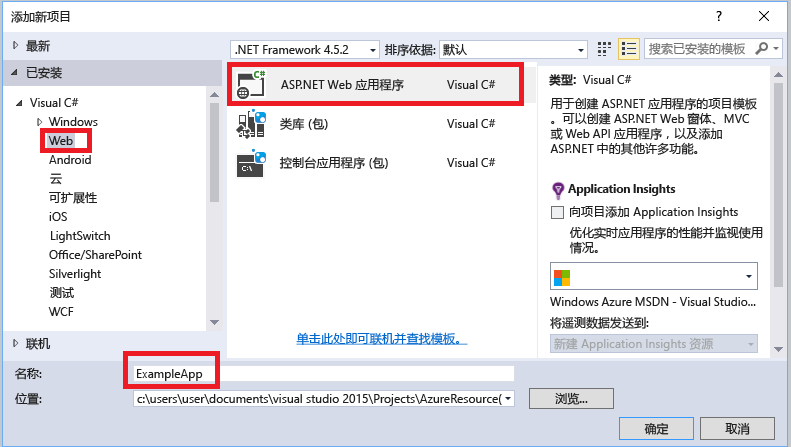 添加新项目
?
最新
.NET Framework 4.5.2
排序依据:
默认
搜索已安装的模板
已安装
Visual C#
Windows
Web
Android
云
可扩展性
iOS
LightSwitch
Office/SharePoint
Silverlight
测试
WCF
联机
C#
ASP.NET Web 应用程序
Visual C#
类库 (包)
Visual C#
C:\
控制台应用程序 (包)
Visual C#
单击此处即可联机并查找模板。
类型: Visual C#
用于创建 ASP.NET 应用程序的项目模板
。可以创建 ASP.NET Web 窗体、MVC
或 Web API 应用程序，以及添加
ASP.NET 中的其他许多功能。
Application Insights
向项目添加 Application Insights
优化实时应用程序的性能并监视使用
情况。
Windows Azure MSDN - Visual Studio...
将遥测数据发送到:
新建 Application Insights 资源
名称:
ExampleApp
位置:
c:\users\user\documents\visual studio 2015\Projects\AzureResource(
浏览...
确定
取消